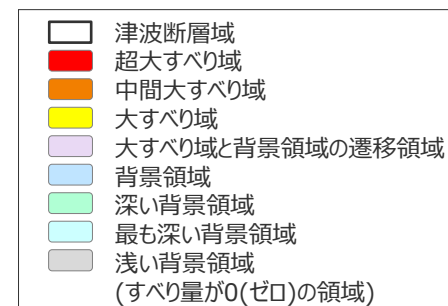 津波断層域
超大すべり域
中間大すべり域
大すべり域
大すべり域と背景領域の遷移領域
背景領域
深い背景領域
最も深い背景領域
浅い背景領域
(すべり量が0(ゼロ)の領域)